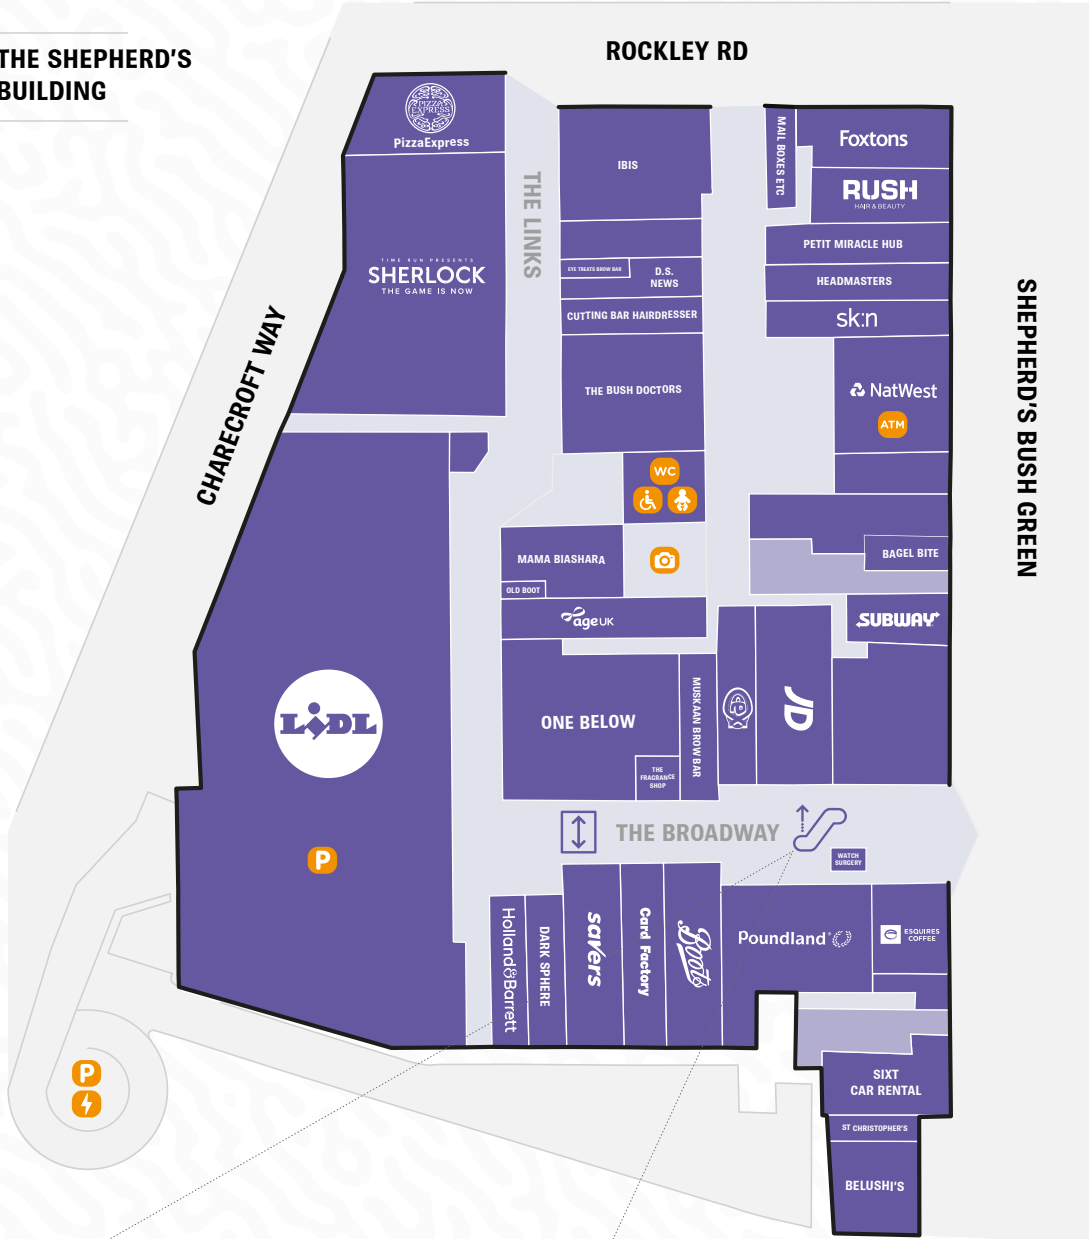 THE SHEPHERD'S
BUILDING
ROCKLEY RD
PIZZA
EXPRESS
PizzaExpress
THE LINKS
IBIS
MAIL BOXES ETC
Foxtons
RUSH
HAIR & BEAUTY
PETIT MIRACLE HUB
TIME RUN PRESENTS
SHERLOCK
THE GAME IS NOW
EYE TREATS BROW BAR
D.S.
NEWS
HEADMASTERS
CUTTING BAR HAIRDRESSER
sk:n
CHARECROFT WAY
THE BUSH DOCTORS
NatWest
ATM
SHEPHERD'S BUSH GREEN
WC
MAMA BIASHARA
BAGEL BITE
OLD BOOT
age UK
SUBWAY
LIDL
ONE BELOW
MUSKAAN BROW BAR
JD
THE
FRAGRANCE
SHOP
THE BROADWAY
WATCH
SURGERY
P
Holland&Barrett
DARK SPHERE
savers
Card Factory
Boots
Poundland
ESQUIRES
COFFEE
P
SIXT
CAR RENTAL
ST CHRISTOPHER'S
BELUSHI'S